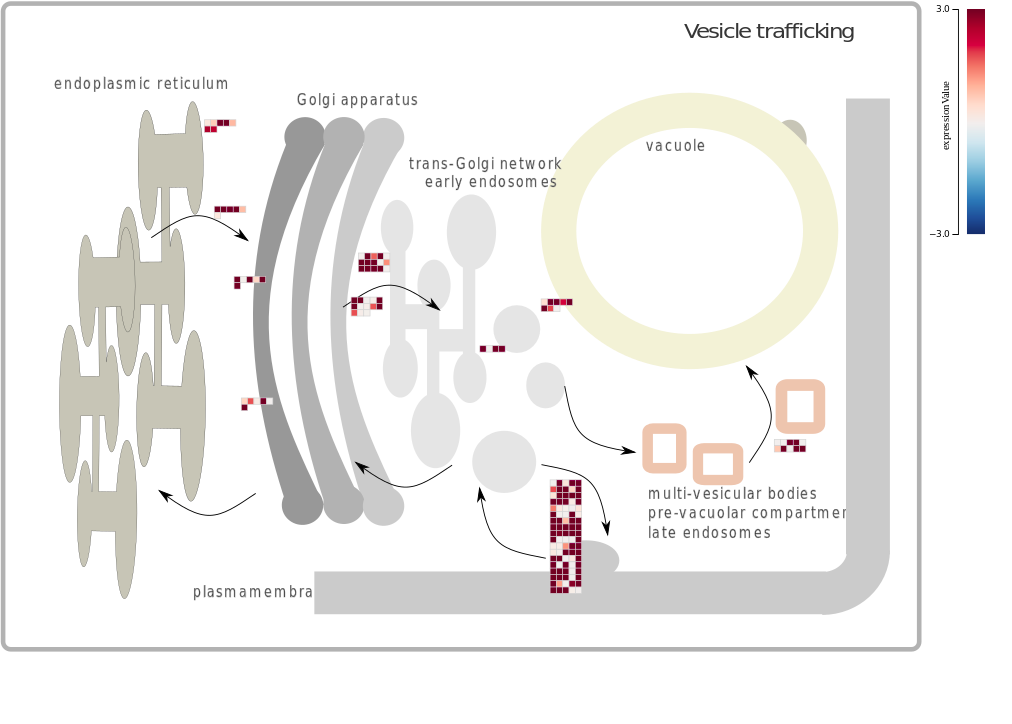 Vesicle trafficking
3.0
expression Value
−3.0
endoplasmic reticulum
Golgi apparatus
trans-Golgi network
early endosomes
vacuole
multi-vesicular bodies
pre-vacuolar compartmen
late endosomes
plasmamembra